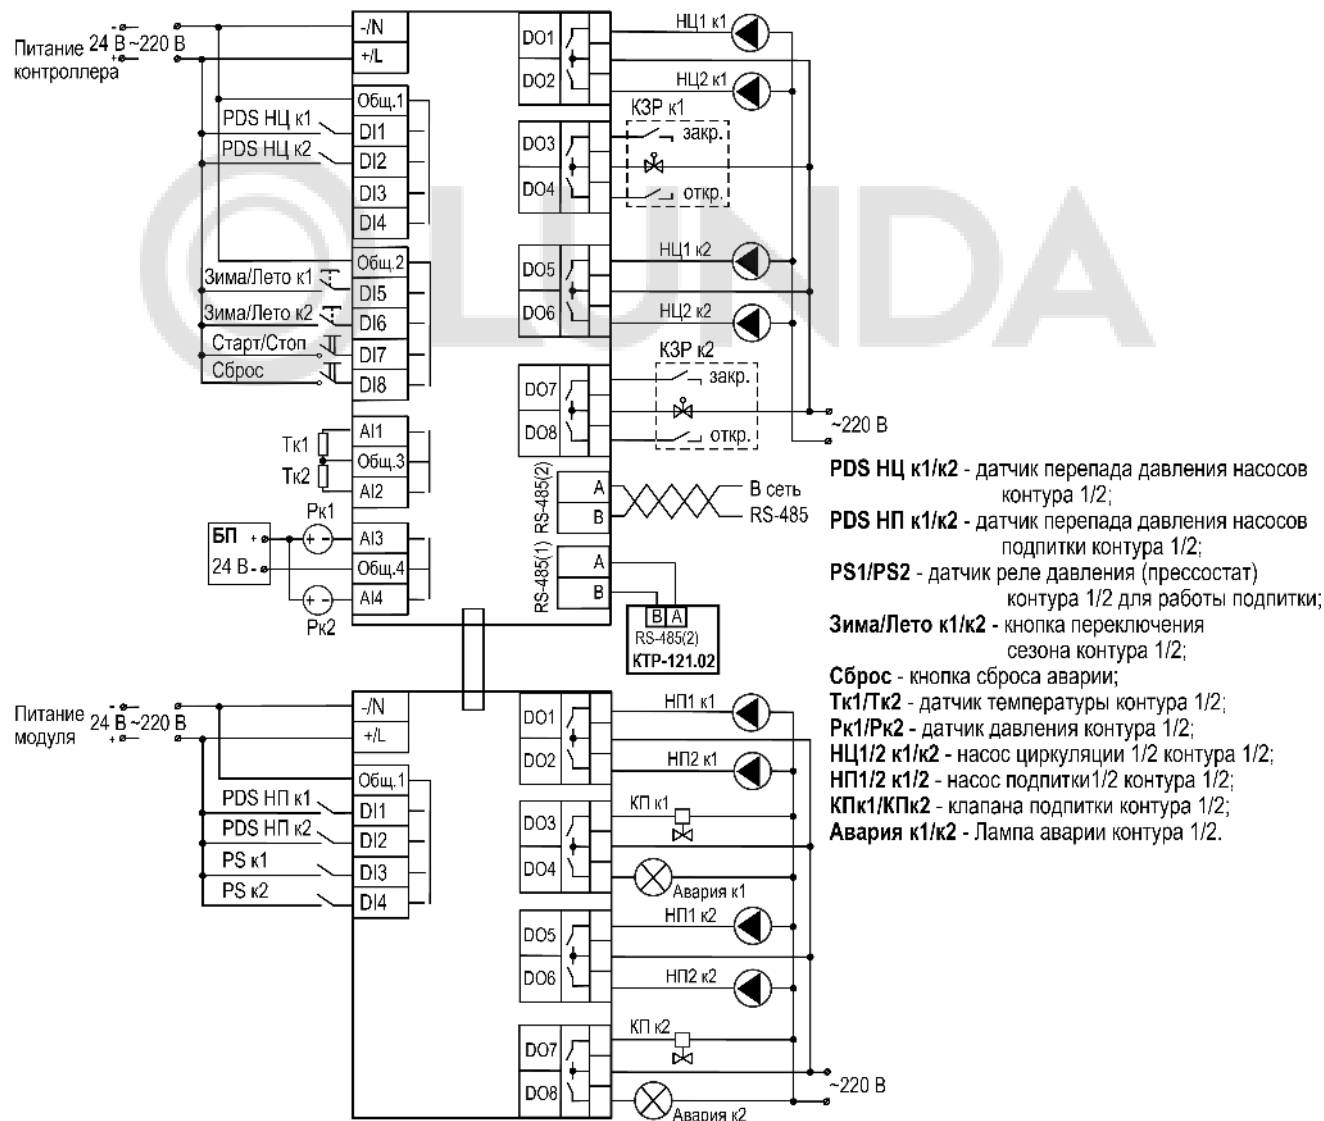 Питание
контроллера
- 24 В ~220 В
+
-/N
+/L
Общ.1
PDS НЦ к1
DI1
PDS НЦ к2
DI2
DI3
DI4
Общ.2
Зима/Лето к1
DI5
Зима/Лето к2
DI6
Старт/Стоп
DI7
Сброс
DI8
Тк1
AI1
Общ.3
Тк2
AI2
Рк1
БП +
24 В -
+ -
AI3
Общ.4
+ -
AI4
Рк2
DO1
НЦ1 к1
DO2
НЦ2 к1
КЗР к1
DO3
закр.
DO4
откр.
DO5
НЦ1 к2
DO6
НЦ2 к2
КЗР к2
DO7
закр.
DO8
откр.
~220 В
RS-485(2)
A
B
В сеть
RS-485
RS-485(1)
A
B
B A
RS-485(2)
КТР-121.02
LUNDA
PDS НЦ к1/к2 - датчик перепада давления насосов
контура 1/2;
PDS НП к1/к2 - датчик перепада давления насосов
подпитки контура 1/2;
PS1/PS2 - датчик реле давления (прессостат)
контура 1/2 для работы подпитки;
Зима/Лето к1/к2 - кнопка переключения
сезона контура 1/2;
Сброс - кнопка сброса аварии;
Тк1/Тк2 - датчик температуры контура 1/2;
Рк1/Рк2 - датчик давления контура 1/2;
НЦ1/2 к1/к2 - насос циркуляции 1/2 контура 1/2;
НП1/2 к1/2 - насос подпитки1/2 контура 1/2;
КПк1/КПк2 - клапана подпитки контура 1/2;
Авария к1/к2 - Лампа аварии контура 1/2.
Питание
модуля
- 24 В ~220 В
+
-/N
+/L
Общ.1
PDS НП к1
DI1
PDS НП к2
DI2
PS к1
DI3
PS к2
DI4
DO1
НП1 к1
DO2
НП2 к1
DO3
КП к1
DO4
Авария к1
DO5
НП1 к2
DO6
НП2 к2
DO7
КП к2
DO8
Авария к2
~220 В